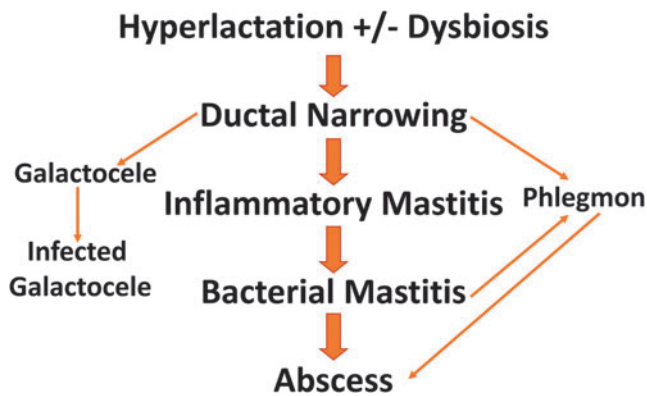 Hyperlactation +/- Dysbiosis
Ductal Narrowing
Galactocele
Inflammatory Mastitis
Phlegmon
Infected
Galactocele
Bacterial Mastitis
Abscess